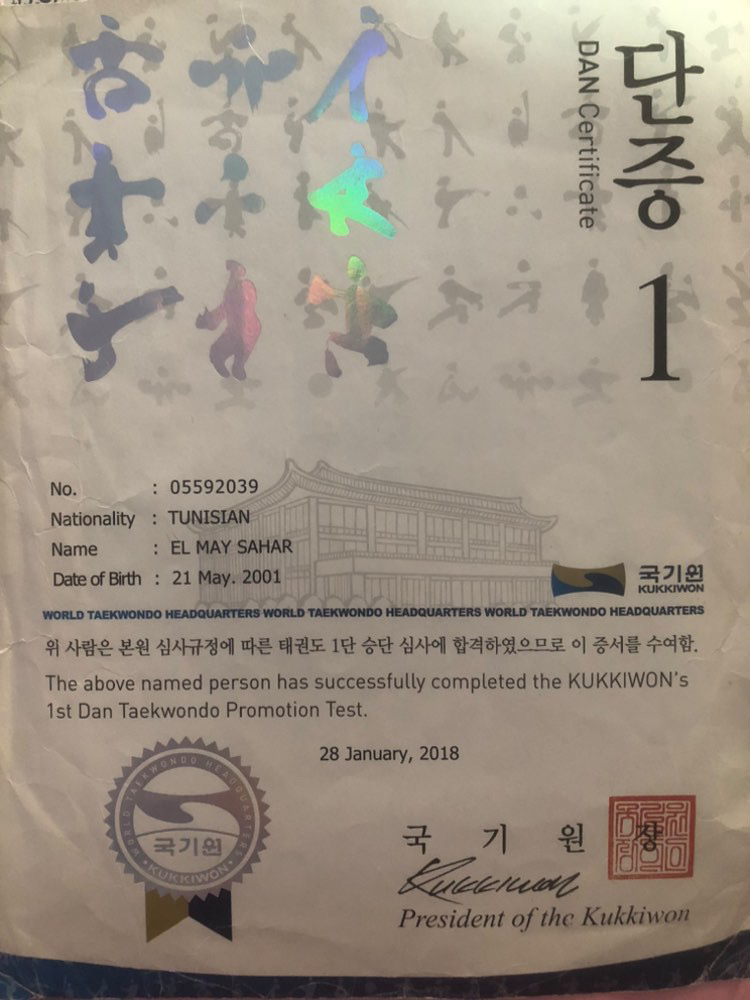 단증
DAN Certificate
1
No. : 05592039
Nationality : TUNISIAN
Name : EL MAY SAHAR
Date of Birth : 21 May. 2001
국기원
KUKKIWON
WORLD TAEKWONDO HEADQUARTERS WORLD TAEKWONDO HEADQUARTERS WORLD TAEKWONDO HEADQUARTERS
위 사람은 본원 심사규정에 따른 태권도 1단 승단 심사에 합격하였으므로 이 증서를 수여함.
The above named person has successfully completed the KUKKIWON's
1st Dan Taekwondo Promotion Test.
28 January, 2018
WORLD TAEKWONDO HEADQUARTERS
국기원
KUKKIWON
국 기 원 장
Kukkiwon
President of the Kukkiwon